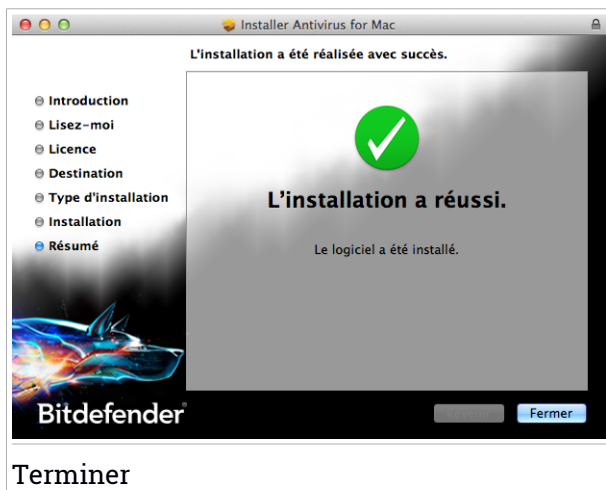 Installer Antivirus for Mac
L'installation a été réalisée avec succès.
Introduction
Lisez-moi
Licence
Destination
Type d'installation
Installation
Résumé
L'installation a réussi.
Le logiciel a été installé.
Bitdefender
Fermer
Terminer